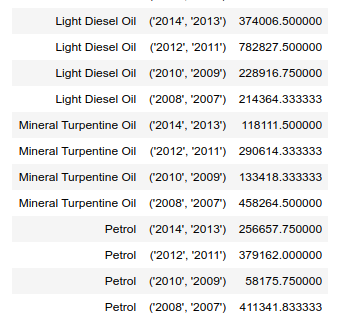 Light Diesel Oil ('2014', '2013') 374006.500000
Light Diesel Oil ('2012', '2011') 782827.500000
Light Diesel Oil ('2010', '2009') 228916.750000
Light Diesel Oil ('2008', '2007') 214364.333333
Mineral Turpentine Oil ('2014', '2013') 118111.500000
Mineral Turpentine Oil ('2012', '2011') 290614.333333
Mineral Turpentine Oil ('2010', '2009') 133418.333333
Mineral Turpentine Oil ('2008', '2007') 458264.500000
Petrol ('2014', '2013') 256657.750000
Petrol ('2012', '2011') 379162.000000
Petrol ('2010', '2009') 58175.750000
Petrol ('2008', '2007') 411341.833333